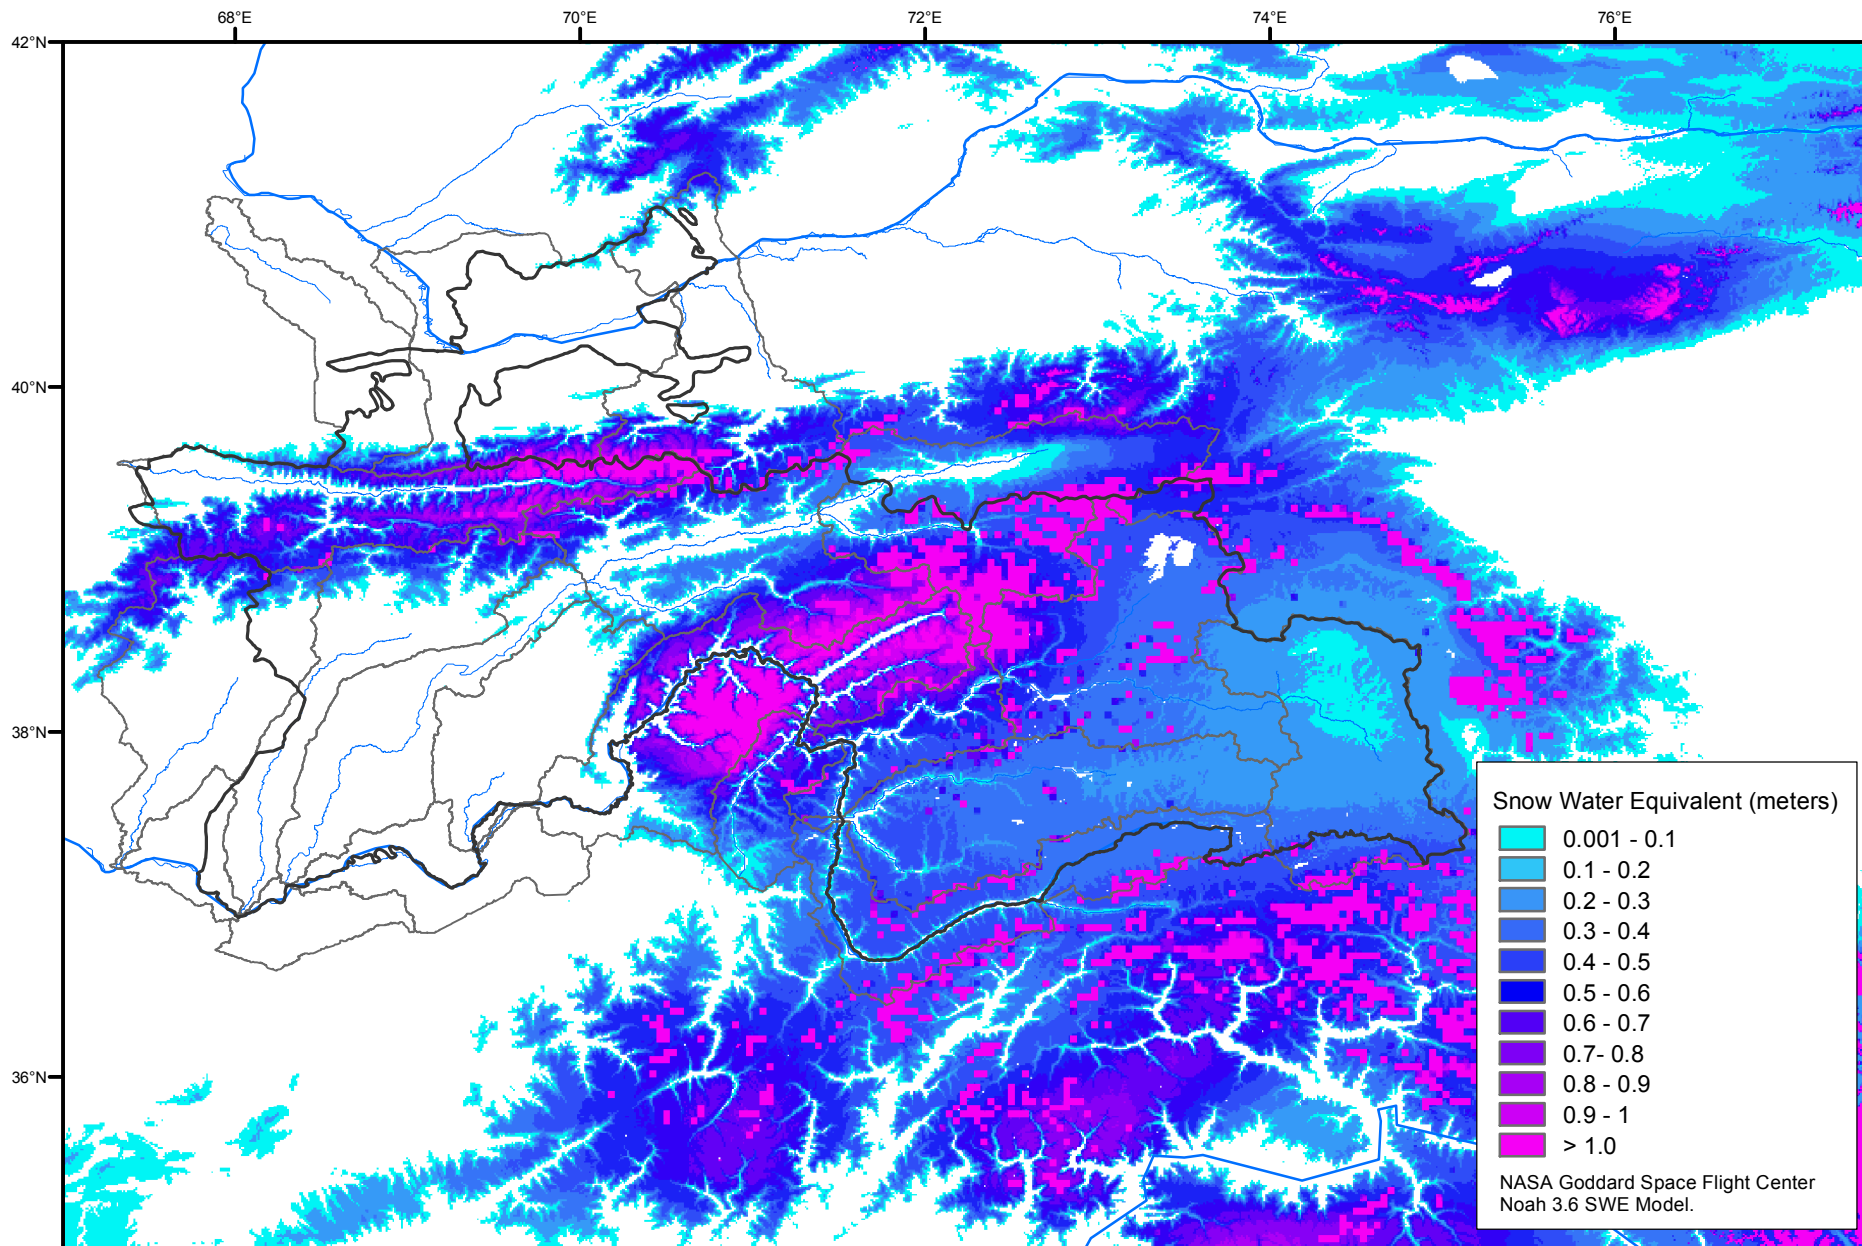 68°E
70°E
72°E
74°E
76°E
42°N
40°N
38°N
36°N
Snow Water Equivalent (meters)
0.001 - 0.1
0.1 - 0.2
0.2 - 0.3
0.3 - 0.4
0.4 - 0.5
0.5 - 0.6
0.6 - 0.7
0.7- 0.8
0.8 - 0.9
0.9 - 1
> 1.0
NASA Goddard Space Flight Center
Noah 3.6 SWE Model.